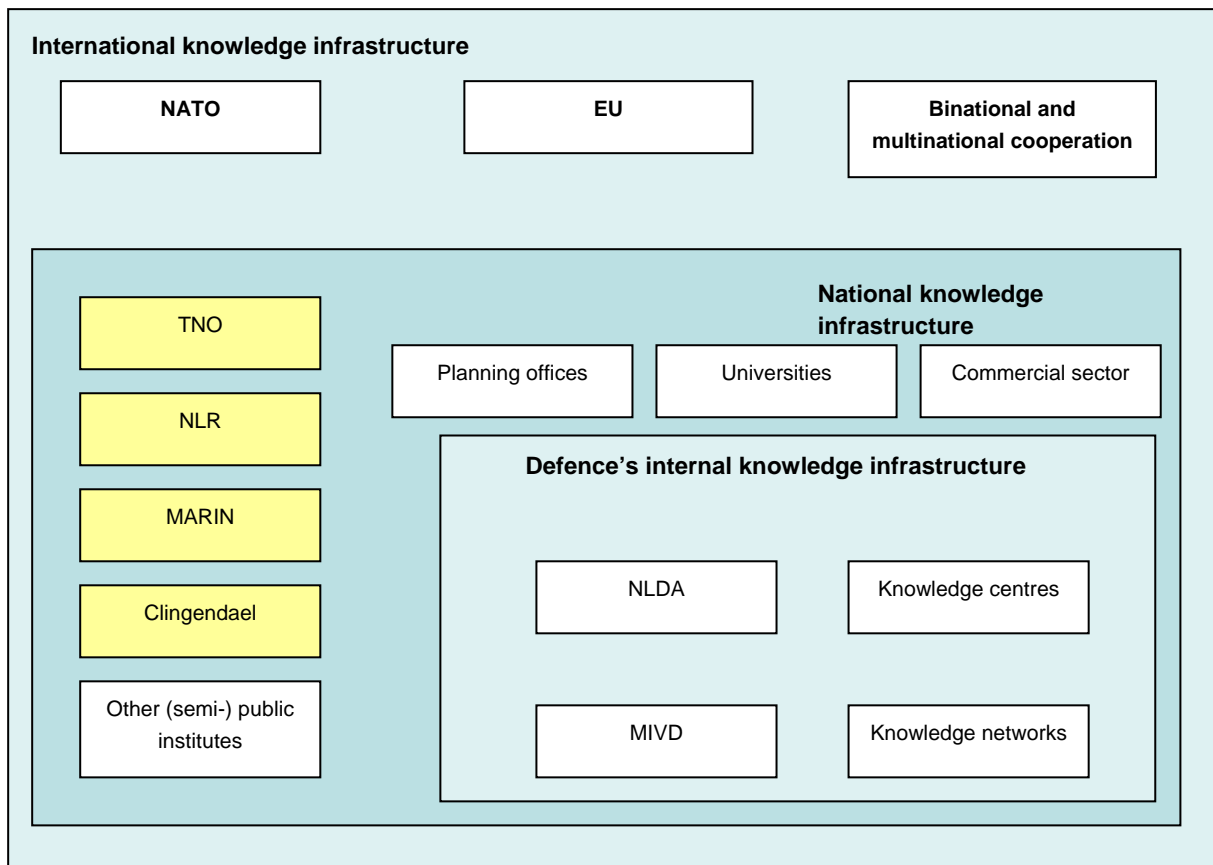 International knowledge infrastructure
NATO
EU
Binational and
multinational cooperation
National knowledge
infrastructure
TNO
NLR
MARIN
Clingendael
Other (semi-) public
institutes
Planning offices
Universities
Commercial sector
Defence's internal knowledge infrastructure
NLDA
Knowledge centres
MIVD
Knowledge networks